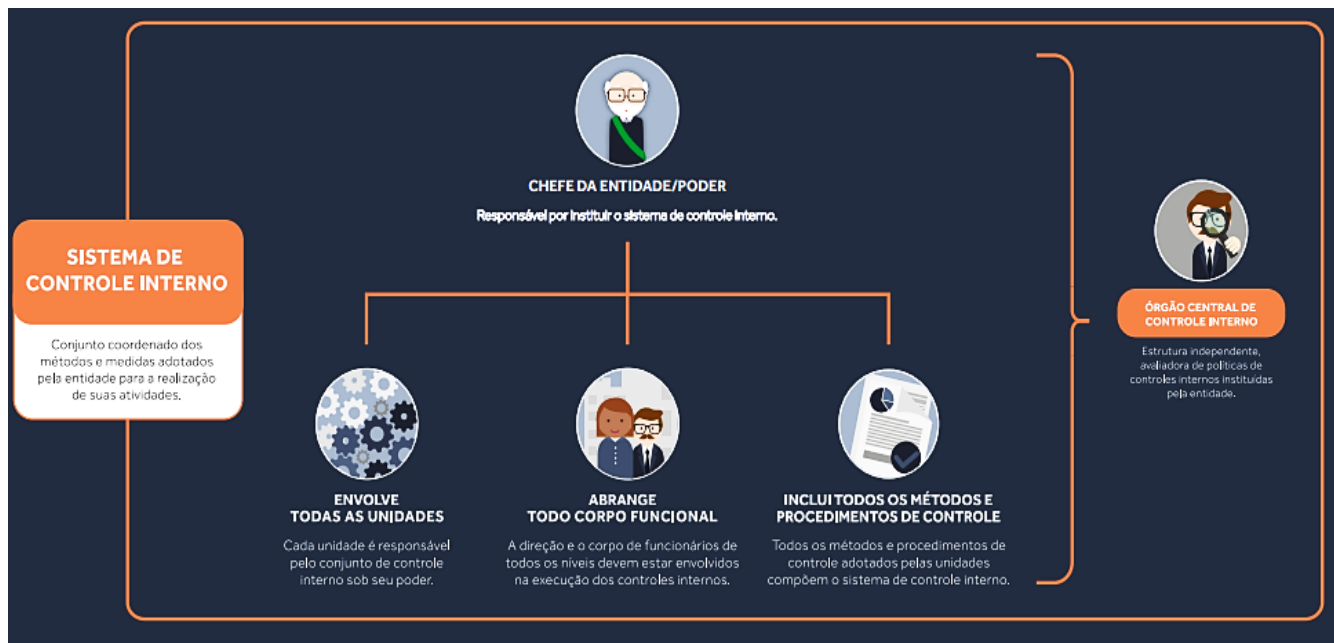 CHEFE DA ENTIDADE/PODER
Responsável por instituir o sistema de controle interno.
SISTEMA DE
CONTROLE INTERNO
Conjunto coordenado dos
métodos e medidas adotados
pela entidade para a realização
de suas atividades.
ENVOLVE
TODAS AS UNIDADES
Cada unidade é responsável
pelo conjunto de controle
interno sob seu poder.
ABRANGE
TODO CORPO FUNCIONAL
A direção e o corpo de funcionários de
todos os níveis devem estar envolvidos
na execução dos controles internos.
INCLUI TODOS OS MÉTODOS E
PROCEDIMENTOS DE CONTROLE
Todos os métodos e procedimentos de
controle adotados pelas unidades
compõem o sistema de controle interno.
ÓRGÃO CENTRAL DE
CONTROLE INTERNO
Estrutura independente,
avaliadora de políticas de
controles internos instituídas
pela entidade.